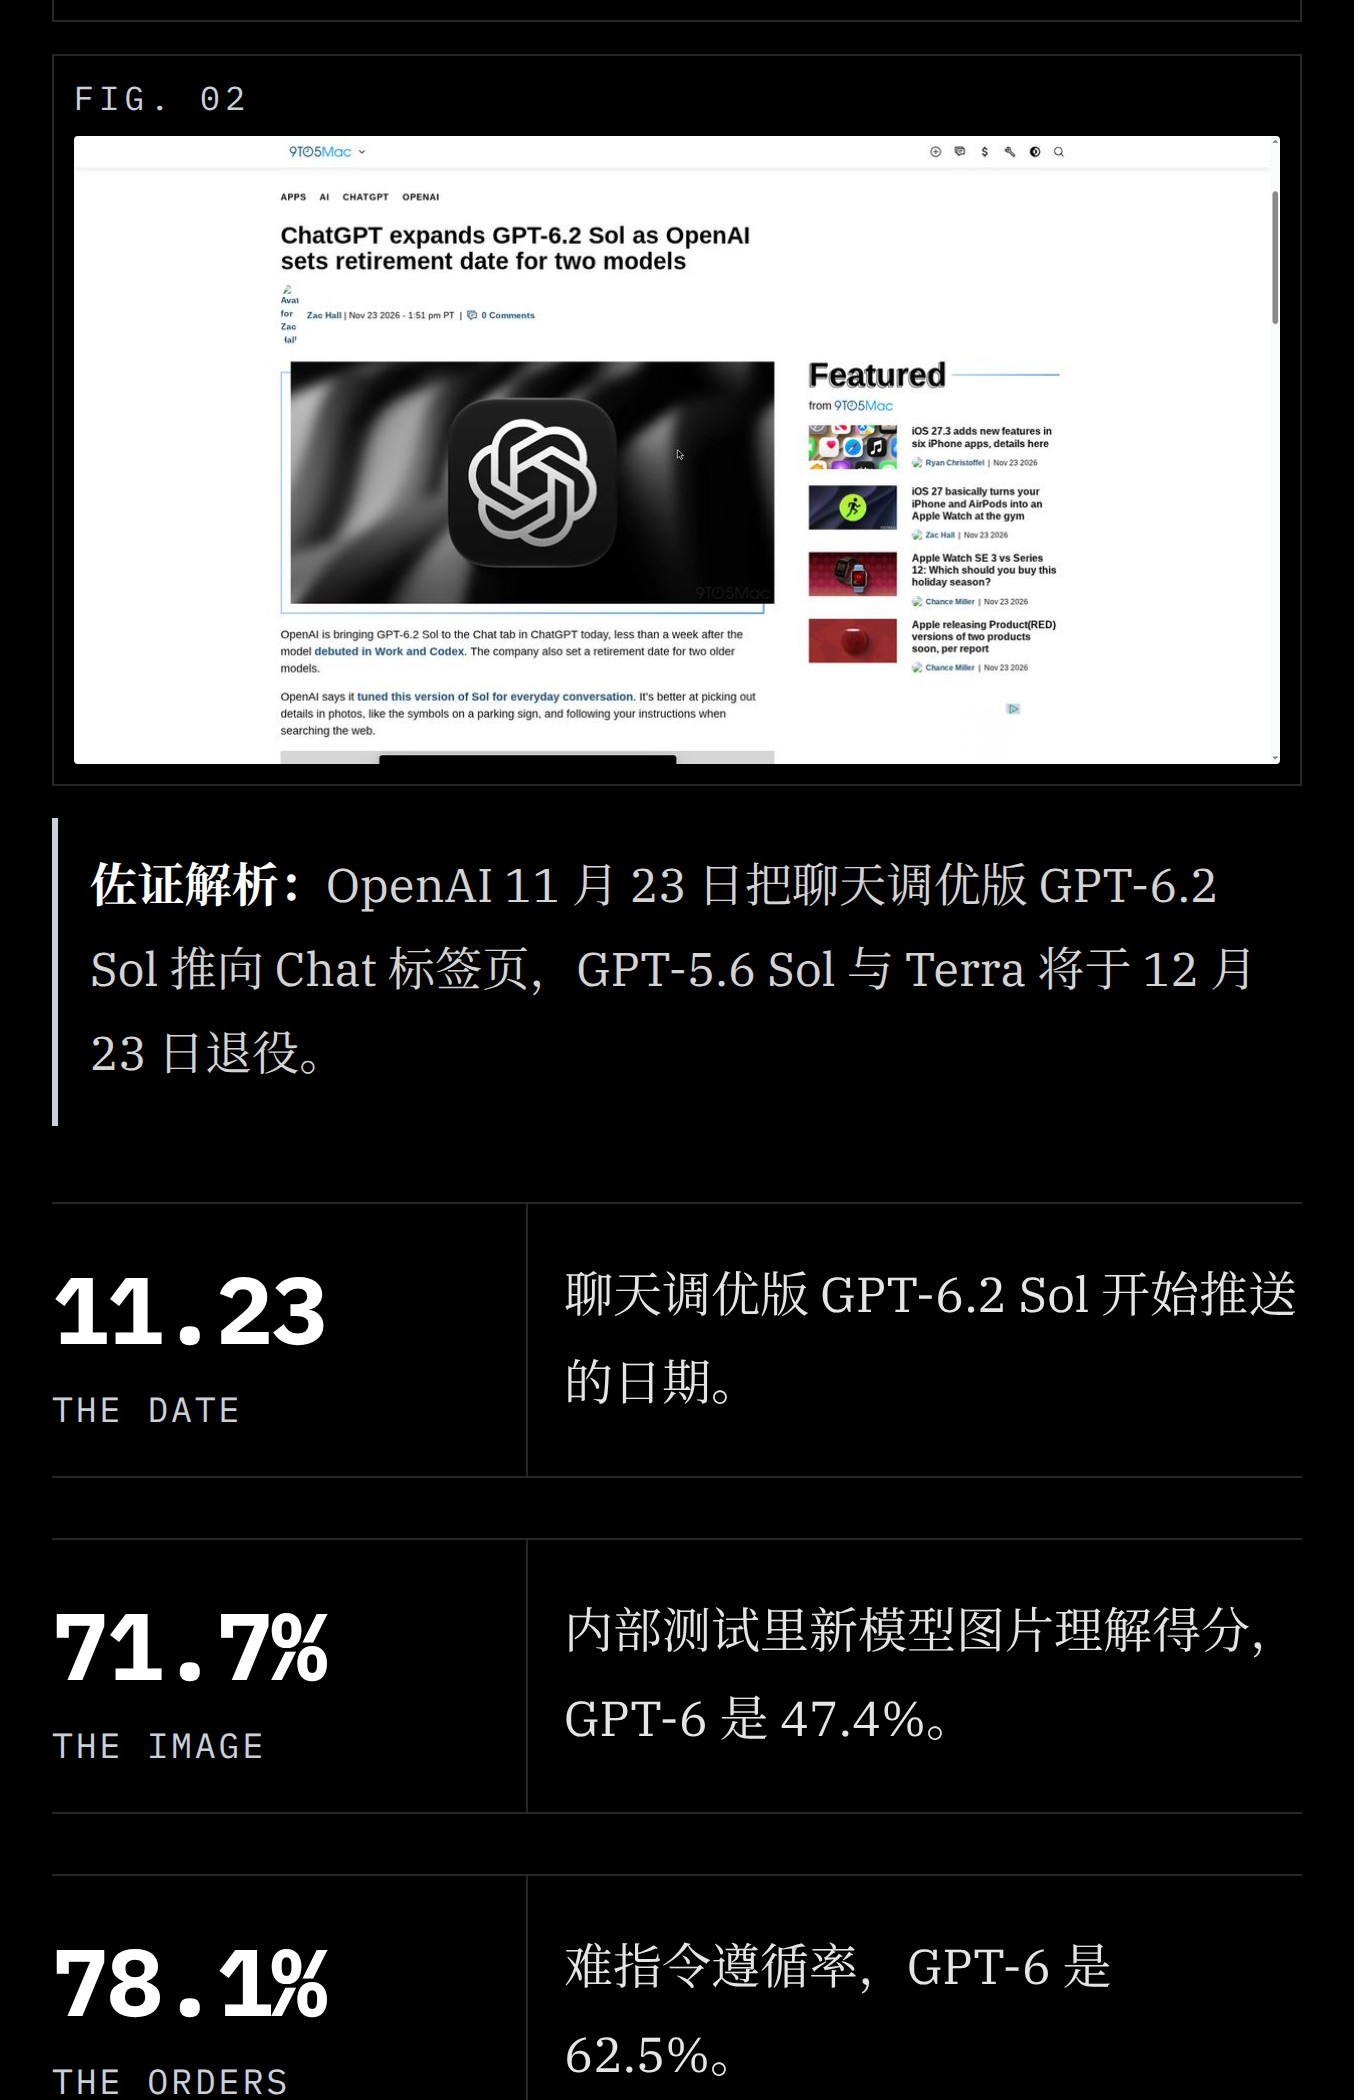 FIG. 02
9TO5Mac
APPS AI CHATGPT OPENAI
ChatGPT expands GPT-6.2 Sol as OpenAI
sets retirement date for two models
Avat
for
Zac
Hal
Zac Hall | Nov 23 2026 - 1:51 pm PT | 0 Comments
9TO5Mac
OpenAI is bringing GPT-6.2 Sol to the Chat tab in ChatGPT today, less than a week after the
model debuted in Work and Codex. The company also set a retirement date for two older
models.
OpenAI says it tuned this version of Sol for everyday conversation. It's better at picking out
details in photos, like the symbols on a parking sign, and following your instructions when
searching the web.
Featured
from 9TO5Mac
iOS 27.3 adds new features in
six iPhone apps, details here
Ryan Christoffel | Nov 23 2026
iOS 27 basically turns your
iPhone and AirPods into an
Apple Watch at the gym
Zac Hall | Nov 23 2026
Apple Watch SE 3 vs Series
12: Which should you buy this
holiday season?
Chance Miller | Nov 23 2026
Apple releasing Product(RED)
versions of two products
soon, per report
Chance Miller | Nov 23 2026
佐证解析：OpenAI 11 月 23 日把聊天调优版 GPT-6.2
Sol 推向 Chat 标签页，GPT-5.6 Sol 与 Terra 将于 12 月
23 日退役。
11.23
THE DATE
聊天调优版 GPT-6.2 Sol 开始推送
的日期。
71.7%
THE IMAGE
内部测试里新模型图片理解得分，
GPT-6 是 47.4%。
78.1%
THE ORDERS
难指令遵循率，GPT-6 是
62.5%。